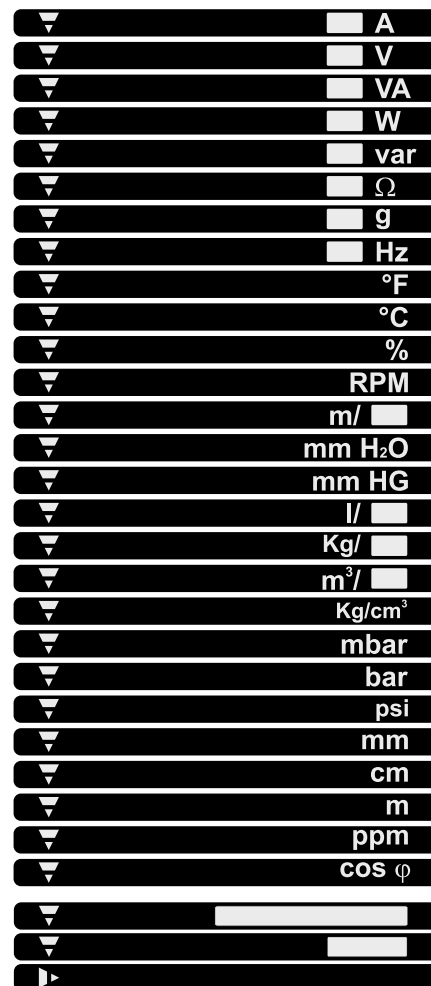 A
V
VA
W
var
Ω
g
Hz
°F
°C
%
RPM
m/
mm H₂O
mm HG
l/
Kg/
m³/
Kg/cm³
mbar
bar
psi
mm
cm
m
ppm
cos φ